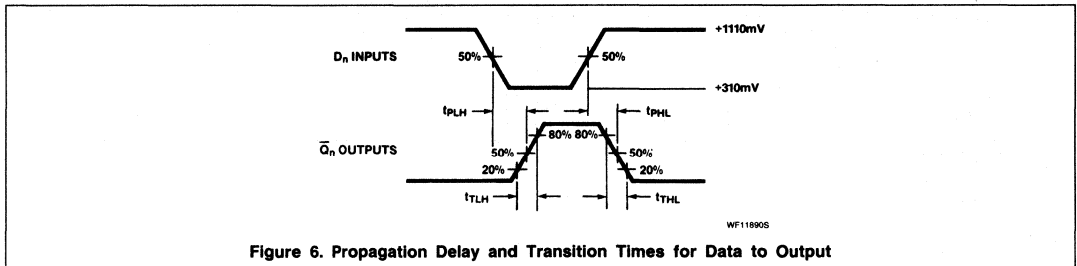 +1110mV
Dn INPUTS
50%
50%
+310mV
tPLH
tPHL
80% 80%
Q̅n OUTPUTS
50%
50%
20%
20%
tTLH
tTHL
WF11890S
Figure 6. Propagation Delay and Transition Times for Data to Output